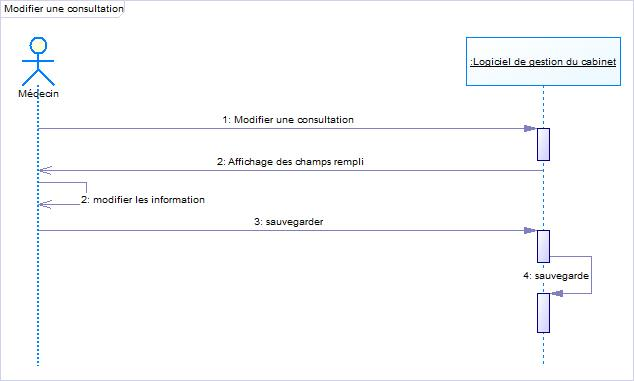 Modifier une consultation
:Logiciel de gestion du cabinet
Médecin
1: Modifier une consultation
2: Affichage des champs rempli
2: modifier les information
3: sauvegarder
4: sauvegarde